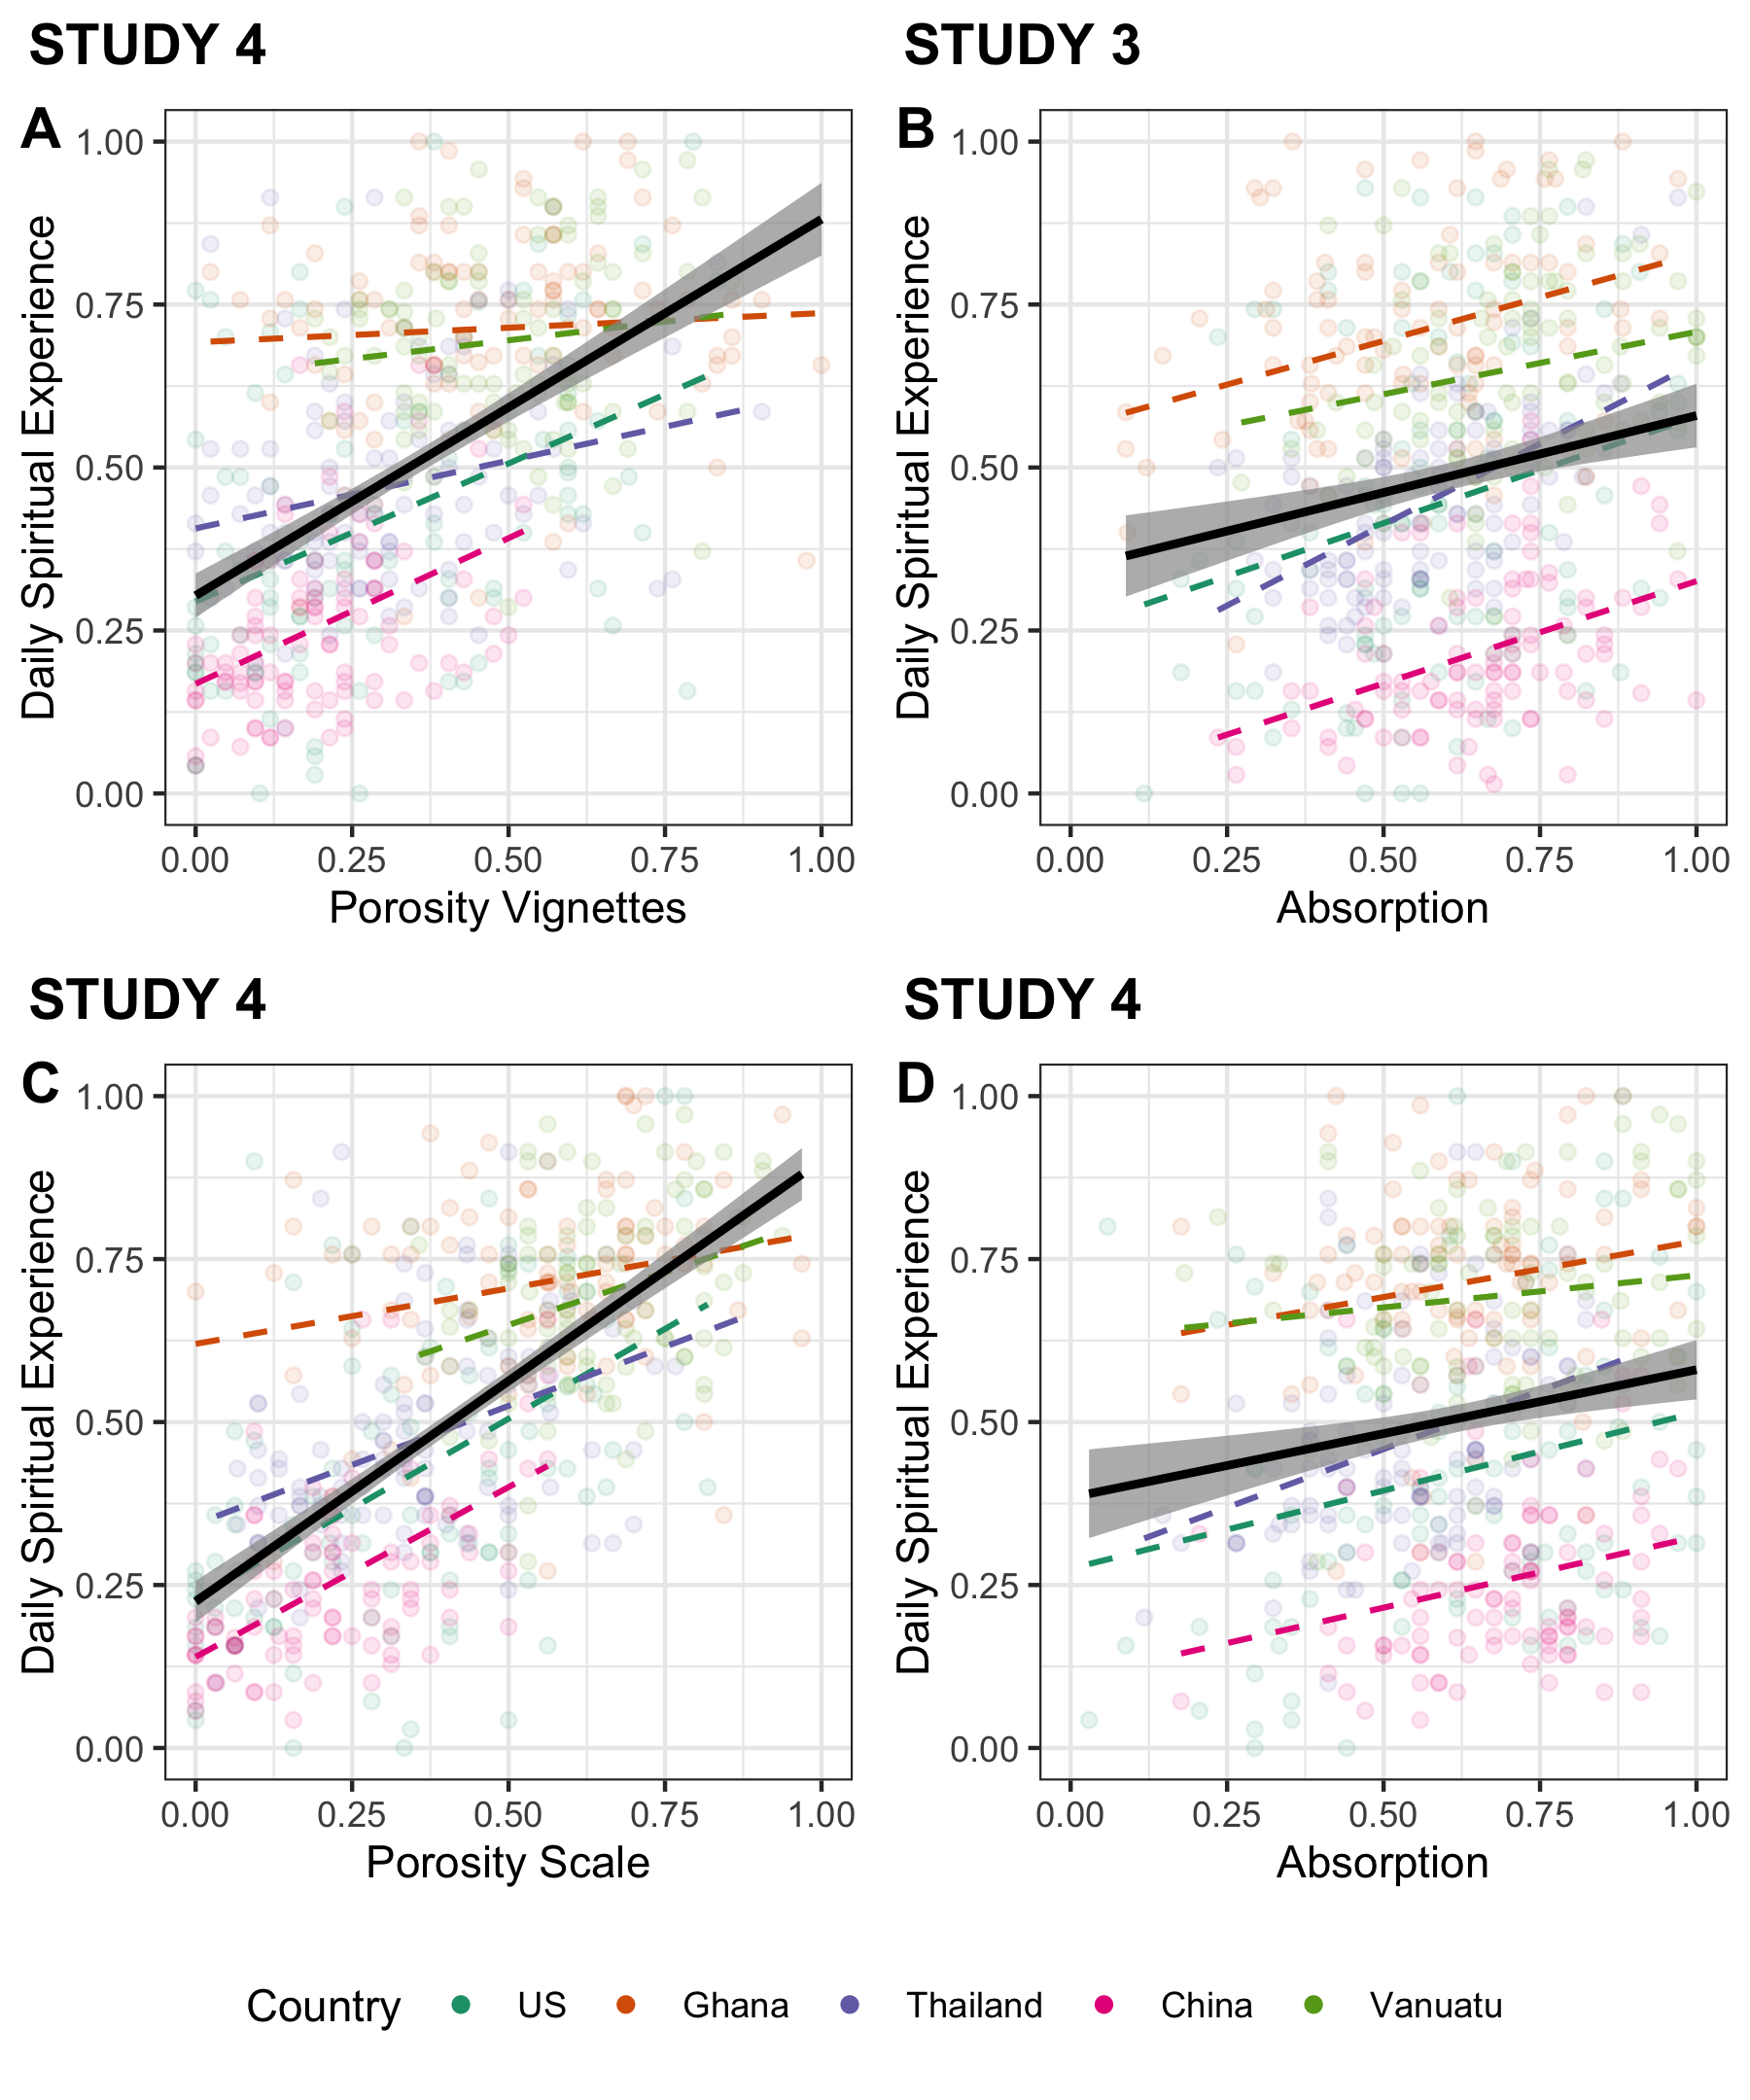 STUDY 4
A
1.00
0.75
0.50
0.25
0.00
Daily Spiritual Experience
0.00 0.25 0.50 0.75 1.00
Porosity Vignettes
STUDY 3
B
1.00
0.75
0.50
0.25
0.00
Daily Spiritual Experience
0.00 0.25 0.50 0.75 1.00
Absorption
STUDY 4
C
1.00
0.75
0.50
0.25
0.00
Daily Spiritual Experience
0.00 0.25 0.50 0.75 1.00
Porosity Scale
STUDY 4
D
1.00
0.75
0.50
0.25
0.00
Daily Spiritual Experience
0.00 0.25 0.50 0.75 1.00
Absorption
Country US Ghana Thailand China Vanuatu